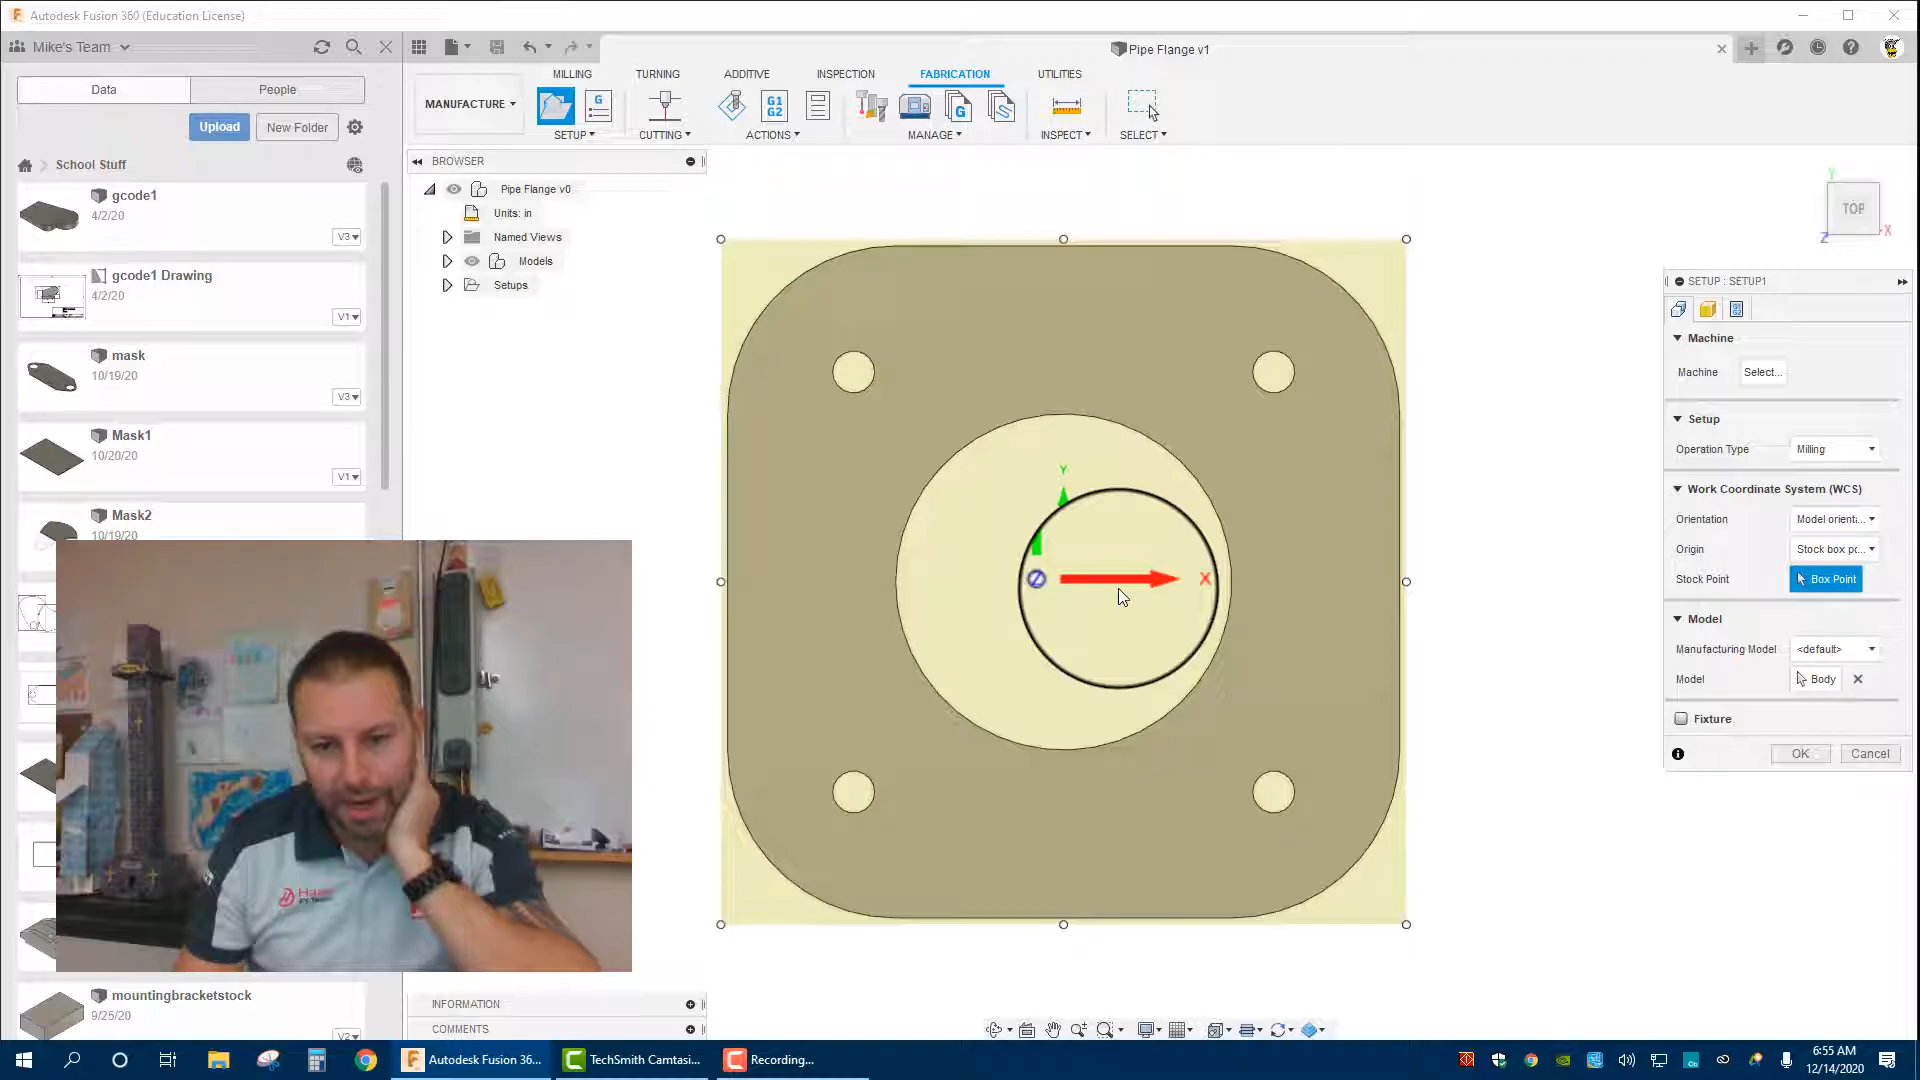 Autodesk Fusion 360 (Education License)
Mike's Team
Pipe Flange v1
Data
People
MILLING
TURNING
ADDITIVE
INSPECTION
FABRICATION
UTILITIES
MANUFACTURE
G
G1
G2
G
Upload
New Folder
SETUP
CUTTING
ACTIONS
MANAGE
INSPECT
SELECT
School Stuff
BROWSER
gcode1
4/2/20
V3
Pipe Flange v0
Units: in
Named Views
Models
Setups
gcode1 Drawing
4/2/20
V1
mask
10/19/20
V3
Mask1
10/20/20
V1
Mask2
10/19/20
mountingbracketstock
9/25/20
V2
Y
TOP
X
Z
Y
Z
X
SETUP : SETUP1
Machine
Machine
Select...
Setup
Operation Type
Milling
Work Coordinate System (WCS)
Orientation
Model orient...
Origin
Stock box p...
Stock Point
Box Point
Model
Manufacturing Model
<default>
Model
Body
Fixture
OK
Cancel
INFORMATION
COMMENTS
Autodesk Fusion 36...
TechSmith Camtasi...
Recording...
6:55 AM
12/14/2020